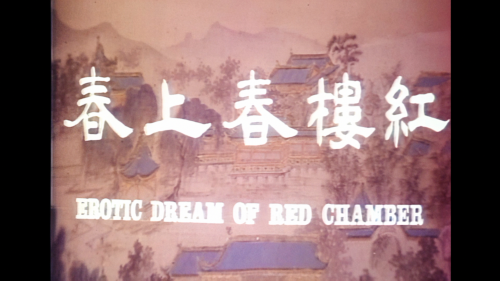 紅樓春上春
EROTIC DREAM OF RED CHAMBER